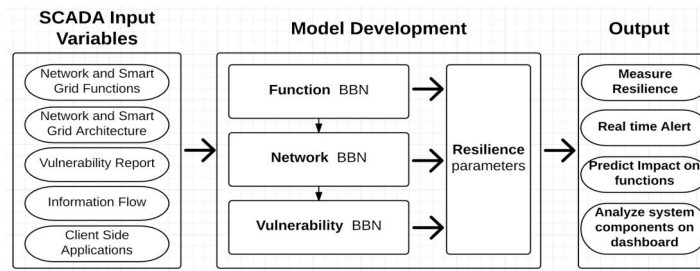 SCADA Input
Variables
Network and Smart
Grid Functions
Network and Smart
Grid Architecture
Vulnerability Report
Information Flow
Client Side
Applications
Model Development
Function BBN
Network BBN
Vulnerability BBN
Resilience
parameters
Output
Measure
Resilience
Real time Alert
Predict Impact on
functions
Analyze system
components on
dashboard